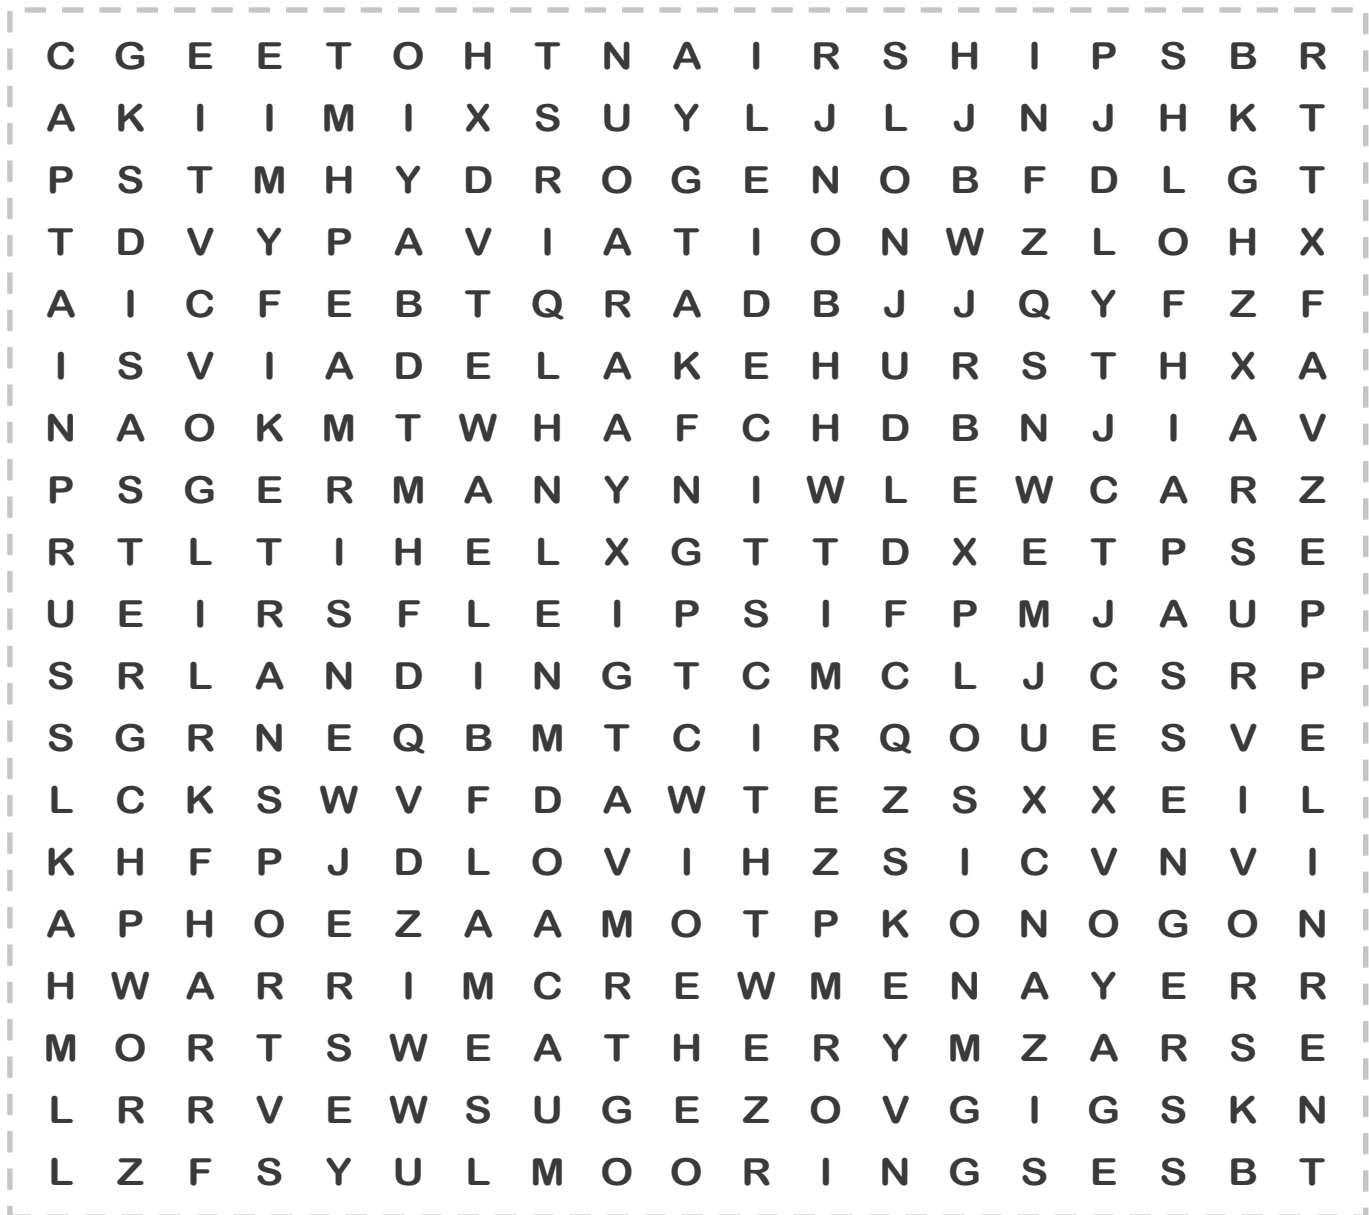 C G E E T O H T N A I R S H I P S B R
A K I I M I X S U Y L J L J N J H K T
P S T M H Y D R O G E N O B F D L G T
T D V Y P A V I A T I O N W Z L O H X
A I C F E B T Q R A D B J J Q Y F Z F
I S V I A D E L A K E H U R S T H X A
N A O K M T W H A F C H D B N J I A V
P S G E R M A N Y N I W L E W C A R Z
R T L T I H E L X G T T D X E T P S E
U E I R S F L E I P S I F P M J A U P
S R L A N D I N G T C M C L J C S R P
S G R N E Q B M T C I R Q O U E S V E
L C K S W V F D A W T E Z S X X E I L
K H F P J D L O V I H Z S I C V N V I
A P H O E Z A A M O T P K O N O G O N
H W A R R I M C R E W M E N A Y E R R
M O R T S W E A T H E R Y M Z A R S E
L R R V E W S U G E Z O V G I G S K N
L Z F S Y U L M O O R I N G S E S B T